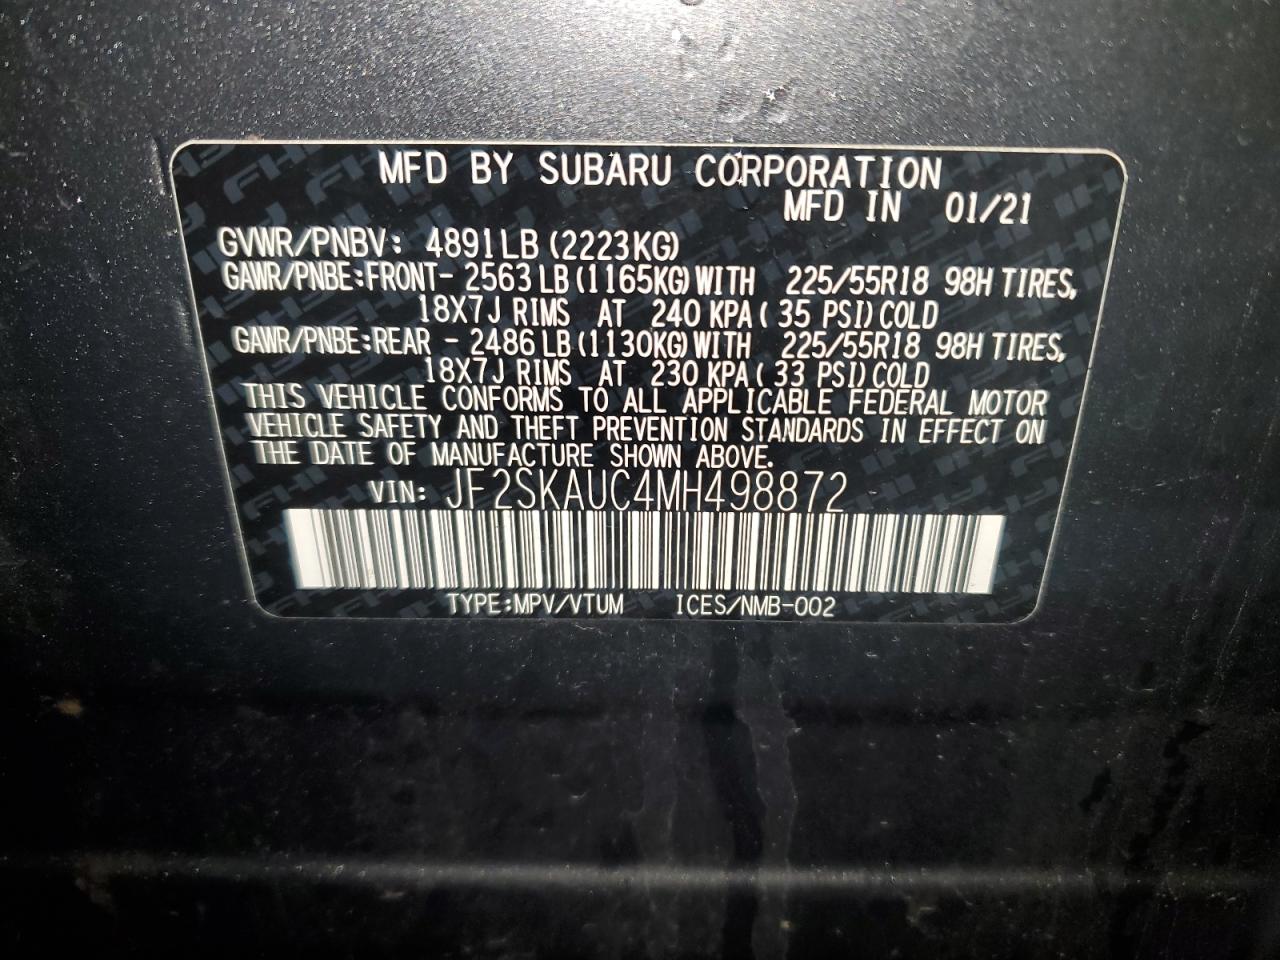 MFD BY SUBARU CORPORATION
MFD IN 01/21
GVWR/PNBV: 4891LB (2223KG)
GAWR/PNBE:FRONT- 2563 LB (1165KG) WITH 225/55R18 98H TIRES,
18X7J RIMS AT 240 KPA ( 35 PSI) COLD
GAWR/PNBE:REAR - 2486 LB (1130KG) WITH 225/55R18 98H TIRES,
18X7J RIMS AT 230 KPA ( 33 PSI) COLD
THIS VEHICLE CONFORMS TO ALL APPLICABLE FEDERAL MOTOR
VEHICLE SAFETY AND THEFT PREVENTION STANDARDS IN EFFECT ON
THE DATE OF MANUFACTURE SHOWN ABOVE.
VIN: JF2SKAUC4MH498872
TYPE:MPV/VTUM ICES/NMB-002